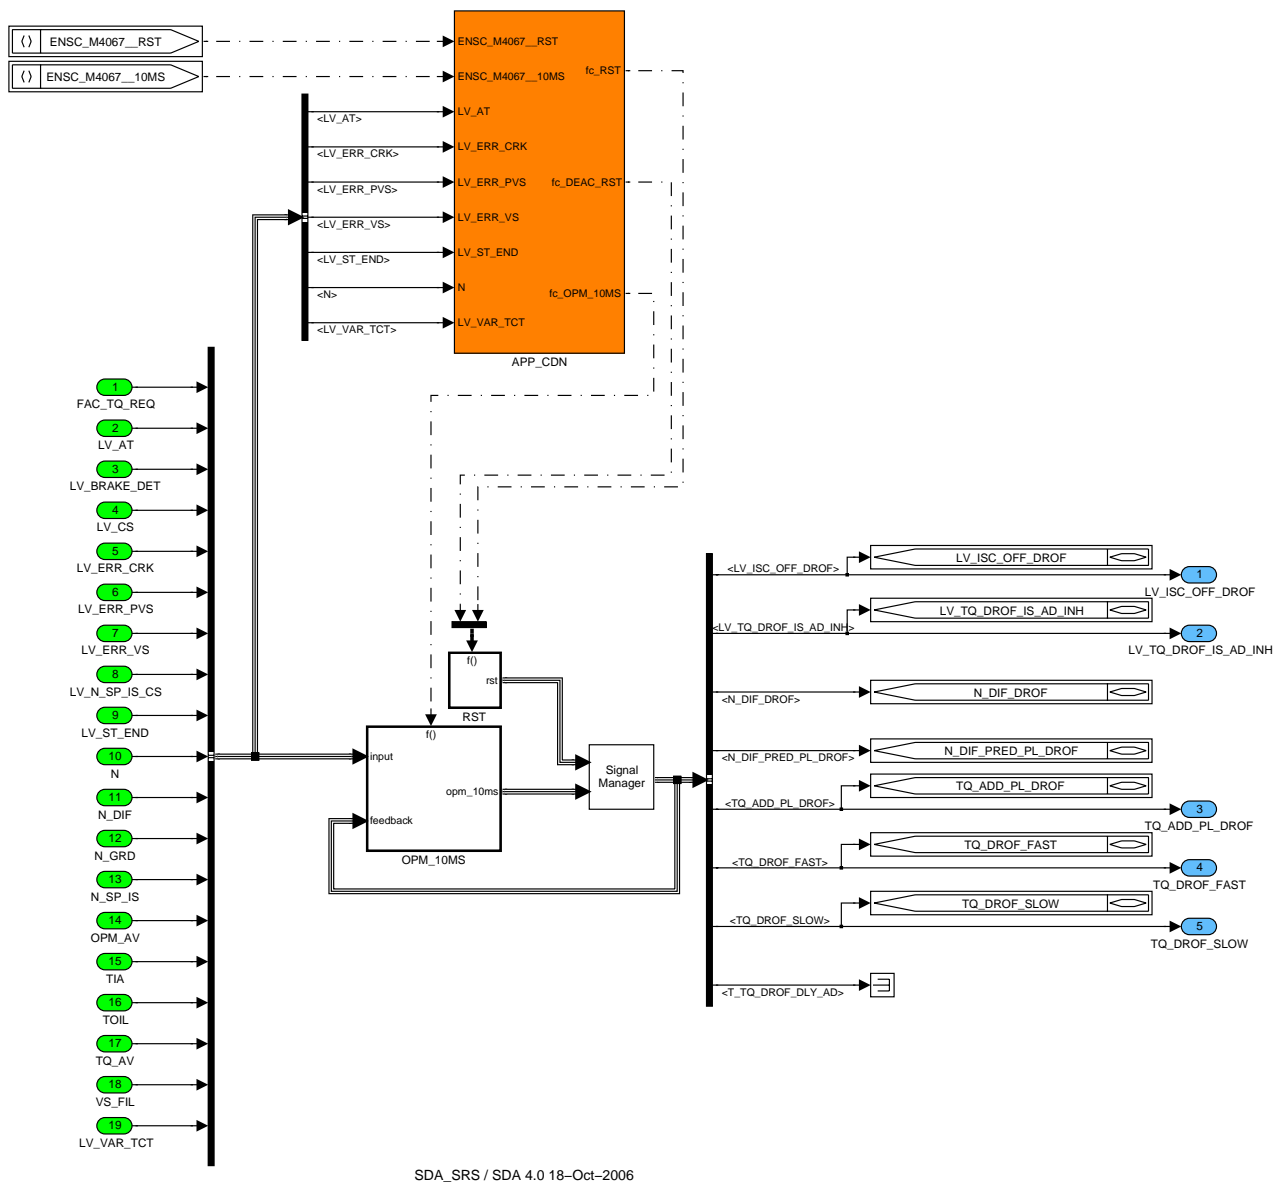 ENSC_M4067__RST
ENSC_M4067__10MS
ENSC_M4067__RST
ENSC_M4067__10MS
LV_AT
LV_ERR_CRK
LV_ERR_PVS
LV_ERR_VS
LV_ST_END
N
LV_VAR_TCT
fc_RST
fc_DEAC_RST
fc_OPM_10MS
APP_CDN
<LV_AT>
<LV_ERR_CRK>
<LV_ERR_PVS>
<LV_ERR_VS>
<LV_ST_END>
<N>
<LV_VAR_TCT>
1
FAC_TQ_REQ
2
LV_AT
3
LV_BRAKE_DET
4
LV_CS
5
LV_ERR_CRK
6
LV_ERR_PVS
7
LV_ERR_VS
8
LV_N_SP_IS_CS
9
LV_ST_END
10
N
11
N_DIF
12
N_GRD
13
N_SP_IS
14
OPM_AV
15
TIA
16
TOIL
17
TQ_AV
18
VS_FIL
19
LV_VAR_TCT
f()
rst
RST
f()
input
opm_10ms
feedback
OPM_10MS
Signal
Manager
<LV_ISC_OFF_DROF>
LV_ISC_OFF_DROF
1
LV_ISC_OFF_DROF
<LV_TQ_DROF_IS_AD_INH>
LV_TQ_DROF_IS_AD_INH
2
LV_TQ_DROF_IS_AD_INH
<N_DIF_DROF>
N_DIF_DROF
<N_DIF_PRED_PL_DROF>
N_DIF_PRED_PL_DROF
<TQ_ADD_PL_DROF>
TQ_ADD_PL_DROF
3
TQ_ADD_PL_DROF
<TQ_DROF_FAST>
TQ_DROF_FAST
4
TQ_DROF_FAST
<TQ_DROF_SLOW>
TQ_DROF_SLOW
5
TQ_DROF_SLOW
<T_TQ_DROF_DLY_AD>
SDA_SRS / SDA 4.0 18–Oct–2006